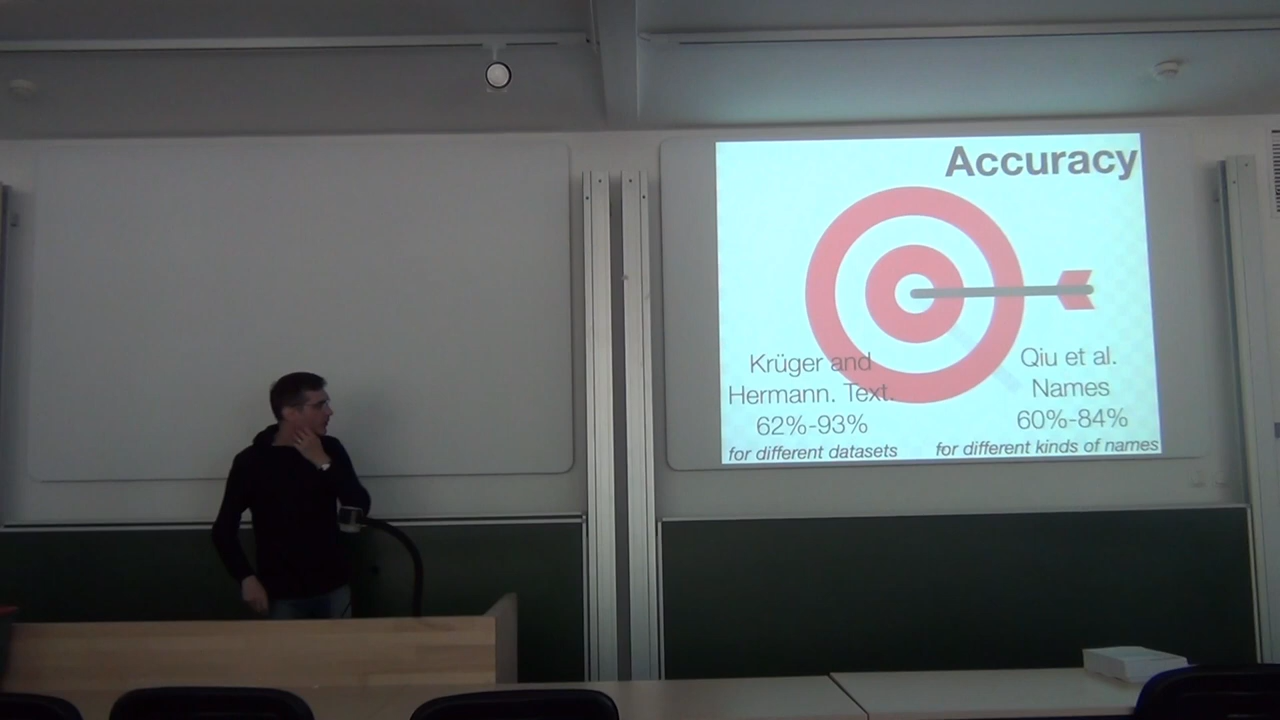 Accuracy
Krüger and
Hermann. Text.
62%-93%
for different datasets
Qiu et al.
Names
60%-84%
for different kinds of names